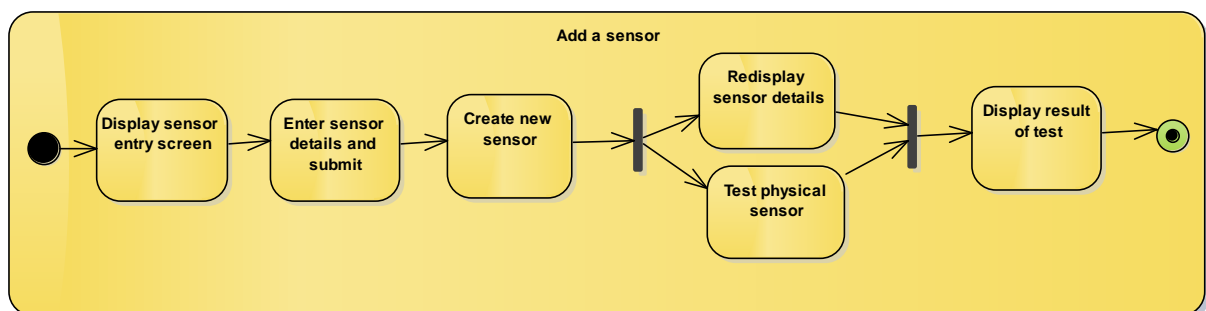 Add a sensor
Display sensor
entry screen
Enter sensor
details and
submit
Create new
sensor
Redisplay
sensor details
Test physical
sensor
Display result
of test